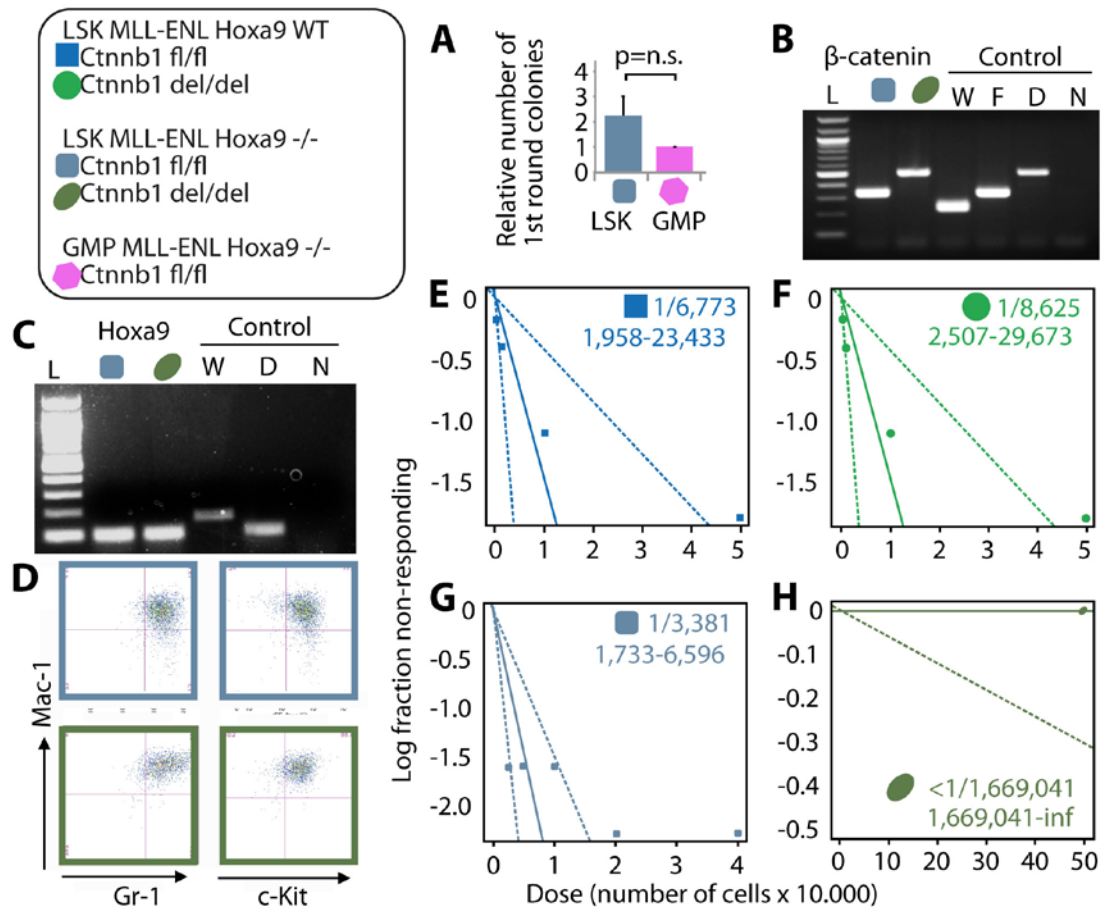 LSK MLL-ENL Hoxa9 WT
Ctnnb1 fl/fl
Ctnnb1 del/del
LSK MLL-ENL Hoxa9 -/-
Ctnnb1 fl/fl
Ctnnb1 del/del
GMP MLL-ENL Hoxa9 -/-
Ctnnb1 fl/fl
A
Relative number of
1st round colonies
p=n.s.
4
3
2
1
0
LSK GMP
B
β-catenin Control
L W F D N
C
Hoxa9 Control
L W D N
D
Mac-1
Gr-1 c-Kit
Log fraction non-responding
E
1/6,773
1,958-23,433
0
-0.5
-1.0
-1.5
0 1 2 3 4 5
F
1/8,625
2,507-29,673
0
-0.5
-1.0
-1.5
0 1 2 3 4 5
G
1/3,381
1,733-6,596
0
-0.5
-1.0
-1.5
-2.0
0 1 2 3 4
H
0
-0.1
-0.2
-0.3
-0.4
-0.5
<1/1,669,041
1,669,041-inf
0 10 20 30 40 50
Dose (number of cells x 10.000)